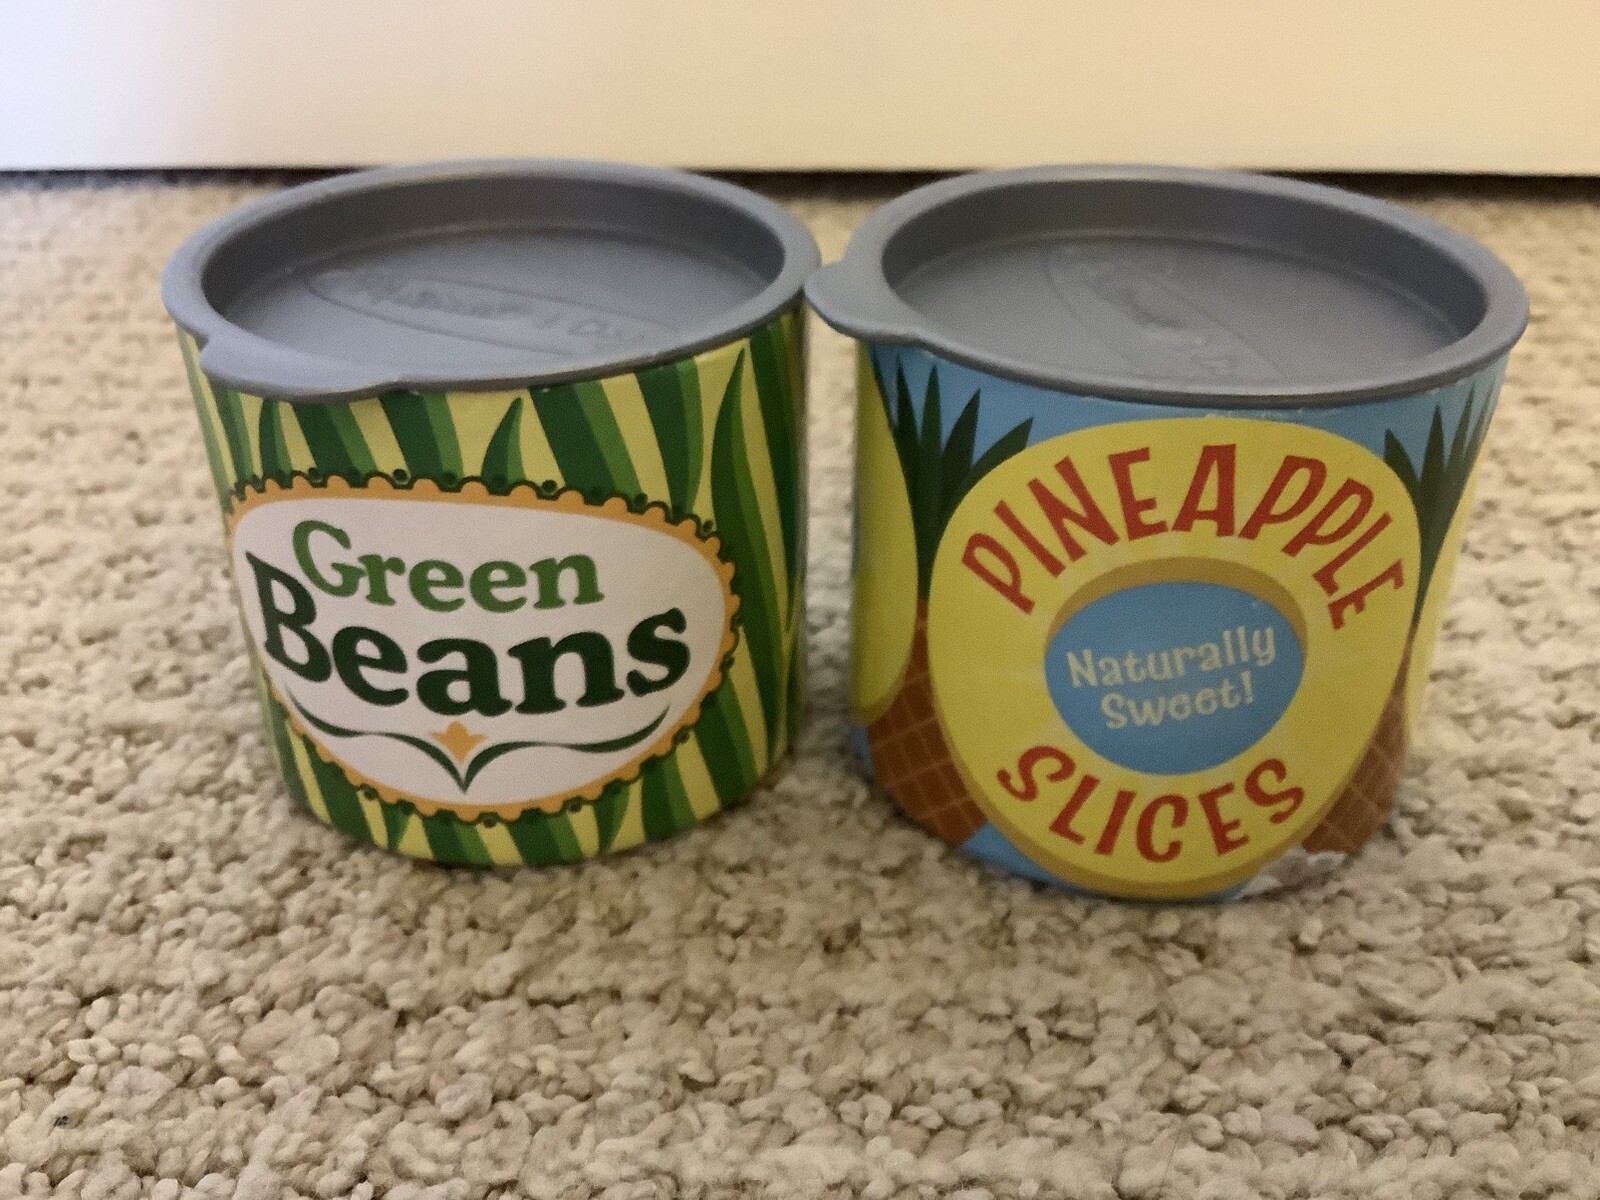 Green
Beans
PINEAPPLE
Naturally
Sweet!
SLICES